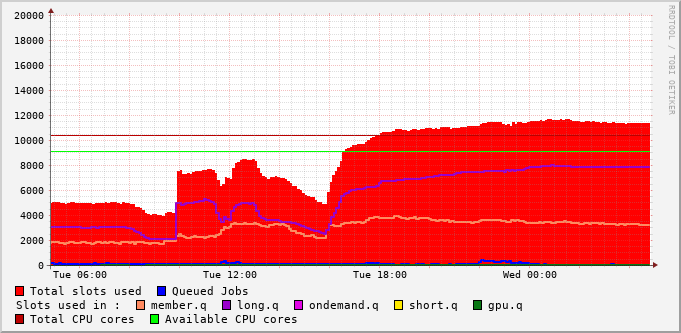 RRDTOOL / TOBI OETIKER
20000
18000
16000
14000
12000
10000
8000
6000
4000
2000
0
Tue 06:00 Tue 12:00 Tue 18:00 Wed 00:00
Total slots used Queued Jobs
Slots used in : member.q long.q ondemand.q short.q gpu.q
Total CPU cores Available CPU cores